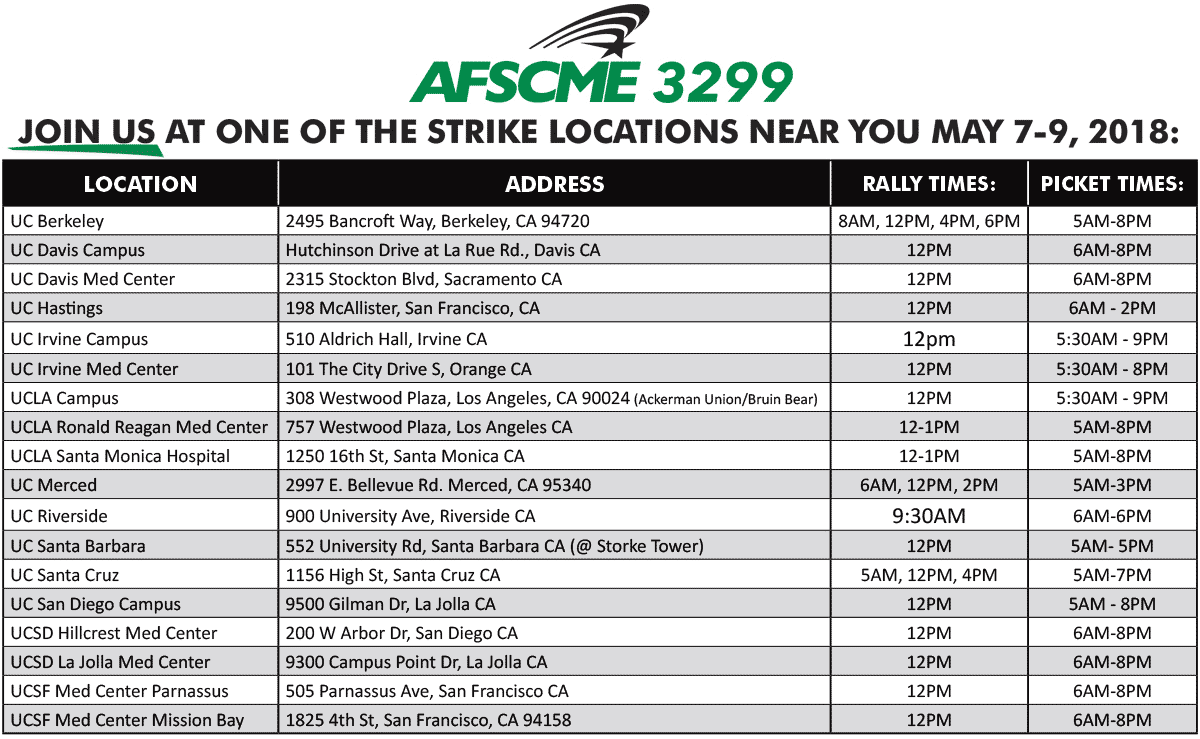 AFSCME 3299
JOIN US AT ONE OF THE STRIKE LOCATIONS NEAR YOU MAY 7-9, 2018:
LOCATION ADDRESS RALLY TIMES: PICKET TIMES:
UC Berkeley 2495 Bancroft Way, Berkeley, CA 94720 8AM, 12PM, 4PM, 6PM 5AM-8PM
UC Davis Campus Hutchinson Drive at La Rue Rd., Davis CA 12PM 6AM-8PM
UC Davis Med Center 2315 Stockton Blvd, Sacramento CA 12PM 6AM-8PM
UC Hastings 198 McAllister, San Francisco, CA 12PM 6AM - 2PM
UC Irvine Campus 510 Aldrich Hall, Irvine CA 12pm 5:30AM - 9PM
UC Irvine Med Center 101 The City Drive S, Orange CA 12PM 5:30AM - 8PM
UCLA Campus 308 Westwood Plaza, Los Angeles, CA 90024 (Ackerman Union/Bruin Bear) 12PM 5:30AM - 9PM
UCLA Ronald Reagan Med Center 757 Westwood Plaza, Los Angeles CA 12-1PM 5AM-8PM
UCLA Santa Monica Hospital 1250 16th St, Santa Monica CA 12-1PM 5AM-8PM
UC Merced 2997 E. Bellevue Rd. Merced, CA 95340 6AM, 12PM, 2PM 5AM-3PM
UC Riverside 900 University Ave, Riverside CA 9:30AM 6AM-6PM
UC Santa Barbara 552 University Rd, Santa Barbara CA (@ Storke Tower) 12PM 5AM- 5PM
UC Santa Cruz 1156 High St, Santa Cruz CA 5AM, 12PM, 4PM 5AM-7PM
UC San Diego Campus 9500 Gilman Dr, La Jolla CA 12PM 5AM - 8PM
UCSD Hillcrest Med Center 200 W Arbor Dr, San Diego CA 12PM 6AM-8PM
UCSD La Jolla Med Center 9300 Campus Point Dr, La Jolla CA 12PM 6AM-8PM
UCSF Med Center Parnassus 505 Parnassus Ave, San Francisco CA 12PM 6AM-8PM
UCSF Med Center Mission Bay 1825 4th St, San Francisco, CA 94158 12PM 6AM-8PM